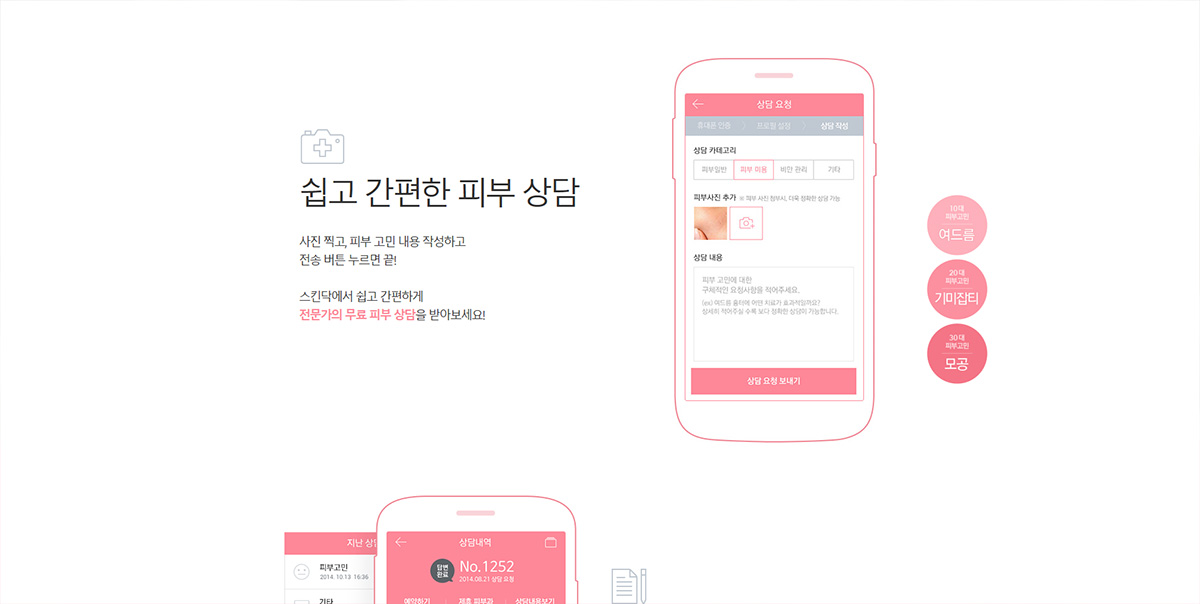 쉽고 간편한 피부 상담
사진 찍고, 피부 고민 내용 작성하고
전송 버튼 누르면 끝!
스킨닥에서 쉽고 간편하게
전문가의 무료 피부 상담을 받아보세요!
상담 요청
휴대폰 인증 프로필 설정 상담 작성
상담 카테고리
피부일반 피부 미용 비만 관리 기타
피부사진 추가 ※ 피부 사진 첨부시, 더욱 정확한 상담 가능
상담 내용
피부 고민에 대한
구체적인 요청사항을 적어주세요.
(ex) 여드름 흉터에 어떤 치료가 효과적일까요?
상세히 적어주실 수록 보다 정확한 상담이 가능합니다.
상담 요청 보내기
10대
피부고민
여드름
20대
피부고민
기미잡티
30대
피부고민
모공
지난 상
피부고민
2014. 10.13 16:36
기타
상담내역
답변
완료
No.1252
2014.08.21 상담 요청
예약하기 제휴 피부과 상담내용보기